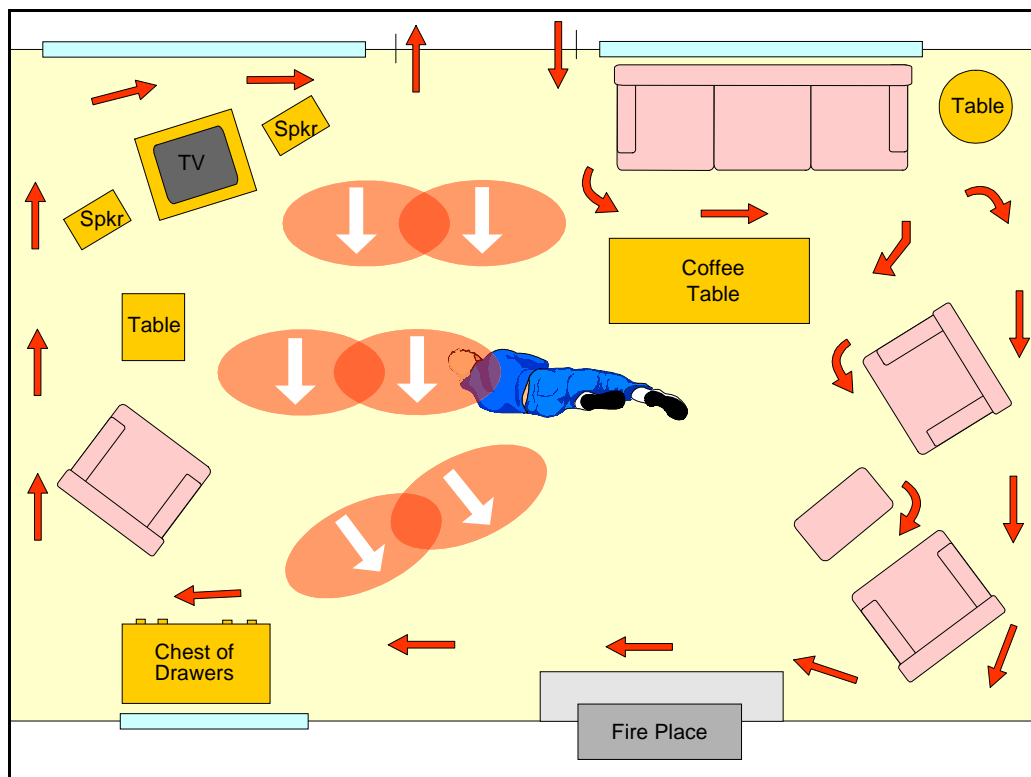 Table
Spkr
TV
Spkr
Coffee
Table
Table
Chest of
Drawers
Fire Place